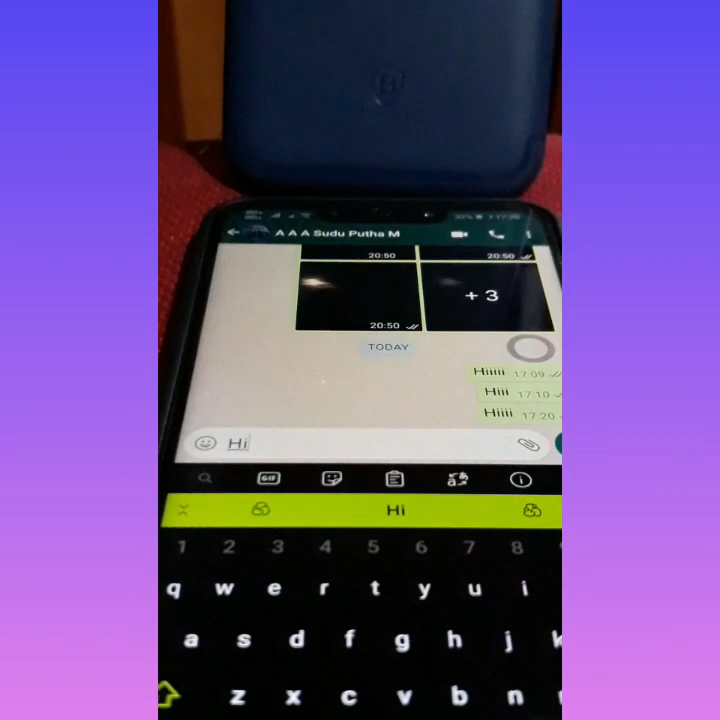 A A A Sudu Putha M
20:50 20:50
+ 3
20:50
TODAY
Hiiiii 17:09
Hiii 17:10
Hiiii 17:20
Hi
GIF
Hi
1 2 3 4 5 6 7 8
q w e r t y u i
a s d f g h j k
z x c v b n